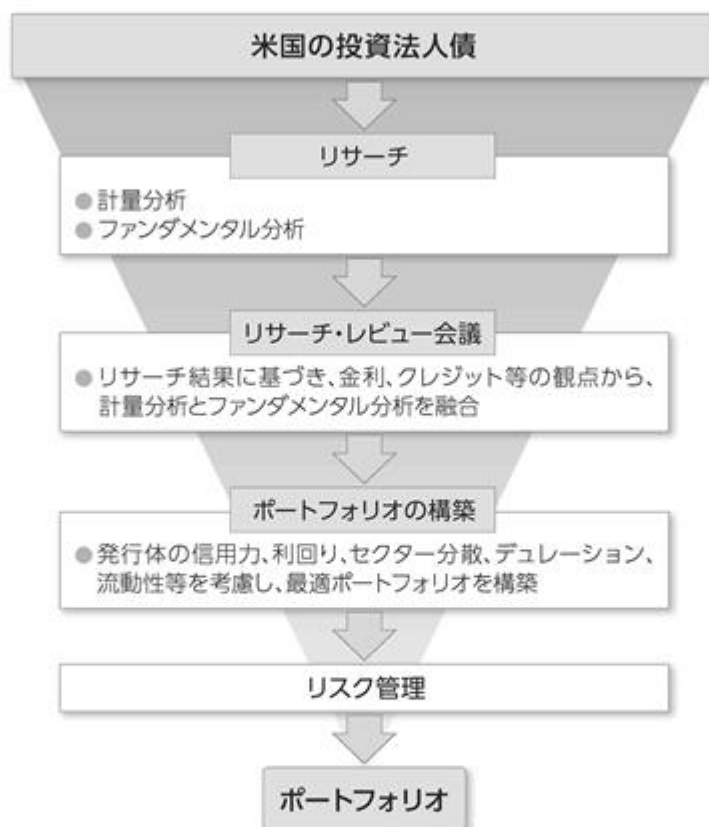 米国の投資法人債
リサーチ
●計量分析
●ファンダメンタル分析
リサーチ・レビュー会議
●リサーチ結果に基づき、金利、クレジット等の観点から、
計量分析とファンダメンタル分析を融合
ポートフォリオの構築
●発行体の信用力、利回り、セクター分散、デュレーション、
流動性等を考慮し、最適ポートフォリオを構築
リスク管理
ポートフォリオ